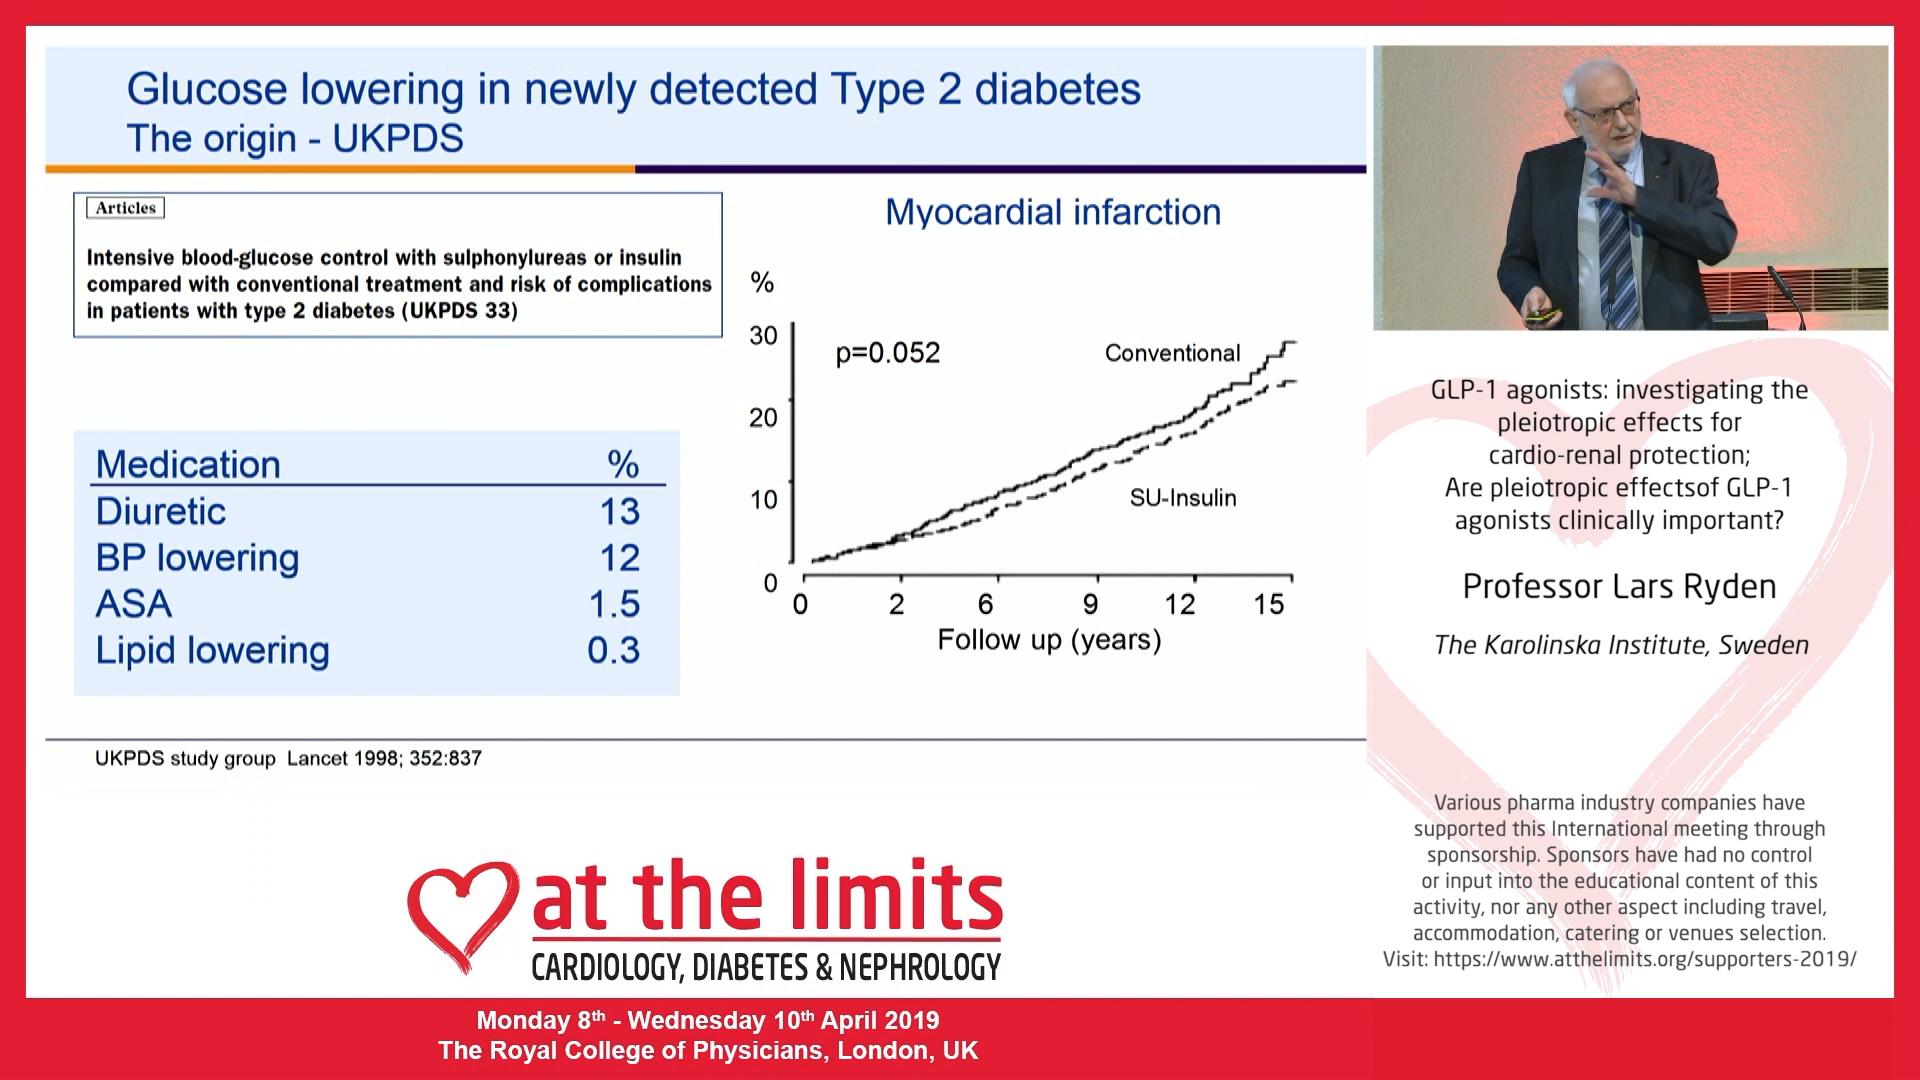 Glucose lowering in newly detected Type 2 diabetes
The origin - UKPDS
Articles
Intensive blood-glucose control with sulphonylureas or insulin
compared with conventional treatment and risk of complications
in patients with type 2 diabetes (UKPDS 33)
Medication %
Diuretic 13
BP lowering 12
ASA 1.5
Lipid lowering 0.3
Myocardial infarction
%
30
20
10
0
p=0.052
Conventional
SU-Insulin
0 2 6 9 12 15
Follow up (years)
UKPDS study group Lancet 1998; 352:837
GLP-1 agonists: investigating the
pleiotropic effects for
cardio-renal protection;
Are pleiotropic effectsof GLP-1
agonists clinically important?
Professor Lars Ryden
The Karolinska Institute, Sweden
Various pharma industry companies have
supported this International meeting through
sponsorship. Sponsors have had no control
or input into the educational content of this
activity, nor any other aspect including travel,
accommodation, catering or venues selection.
Visit: https://www.atthelimits.org/supporters-2019/
at the limits
CARDIOLOGY, DIABETES & NEPHROLOGY
Monday 8th - Wednesday 10th April 2019
The Royal College of Physicians, London, UK